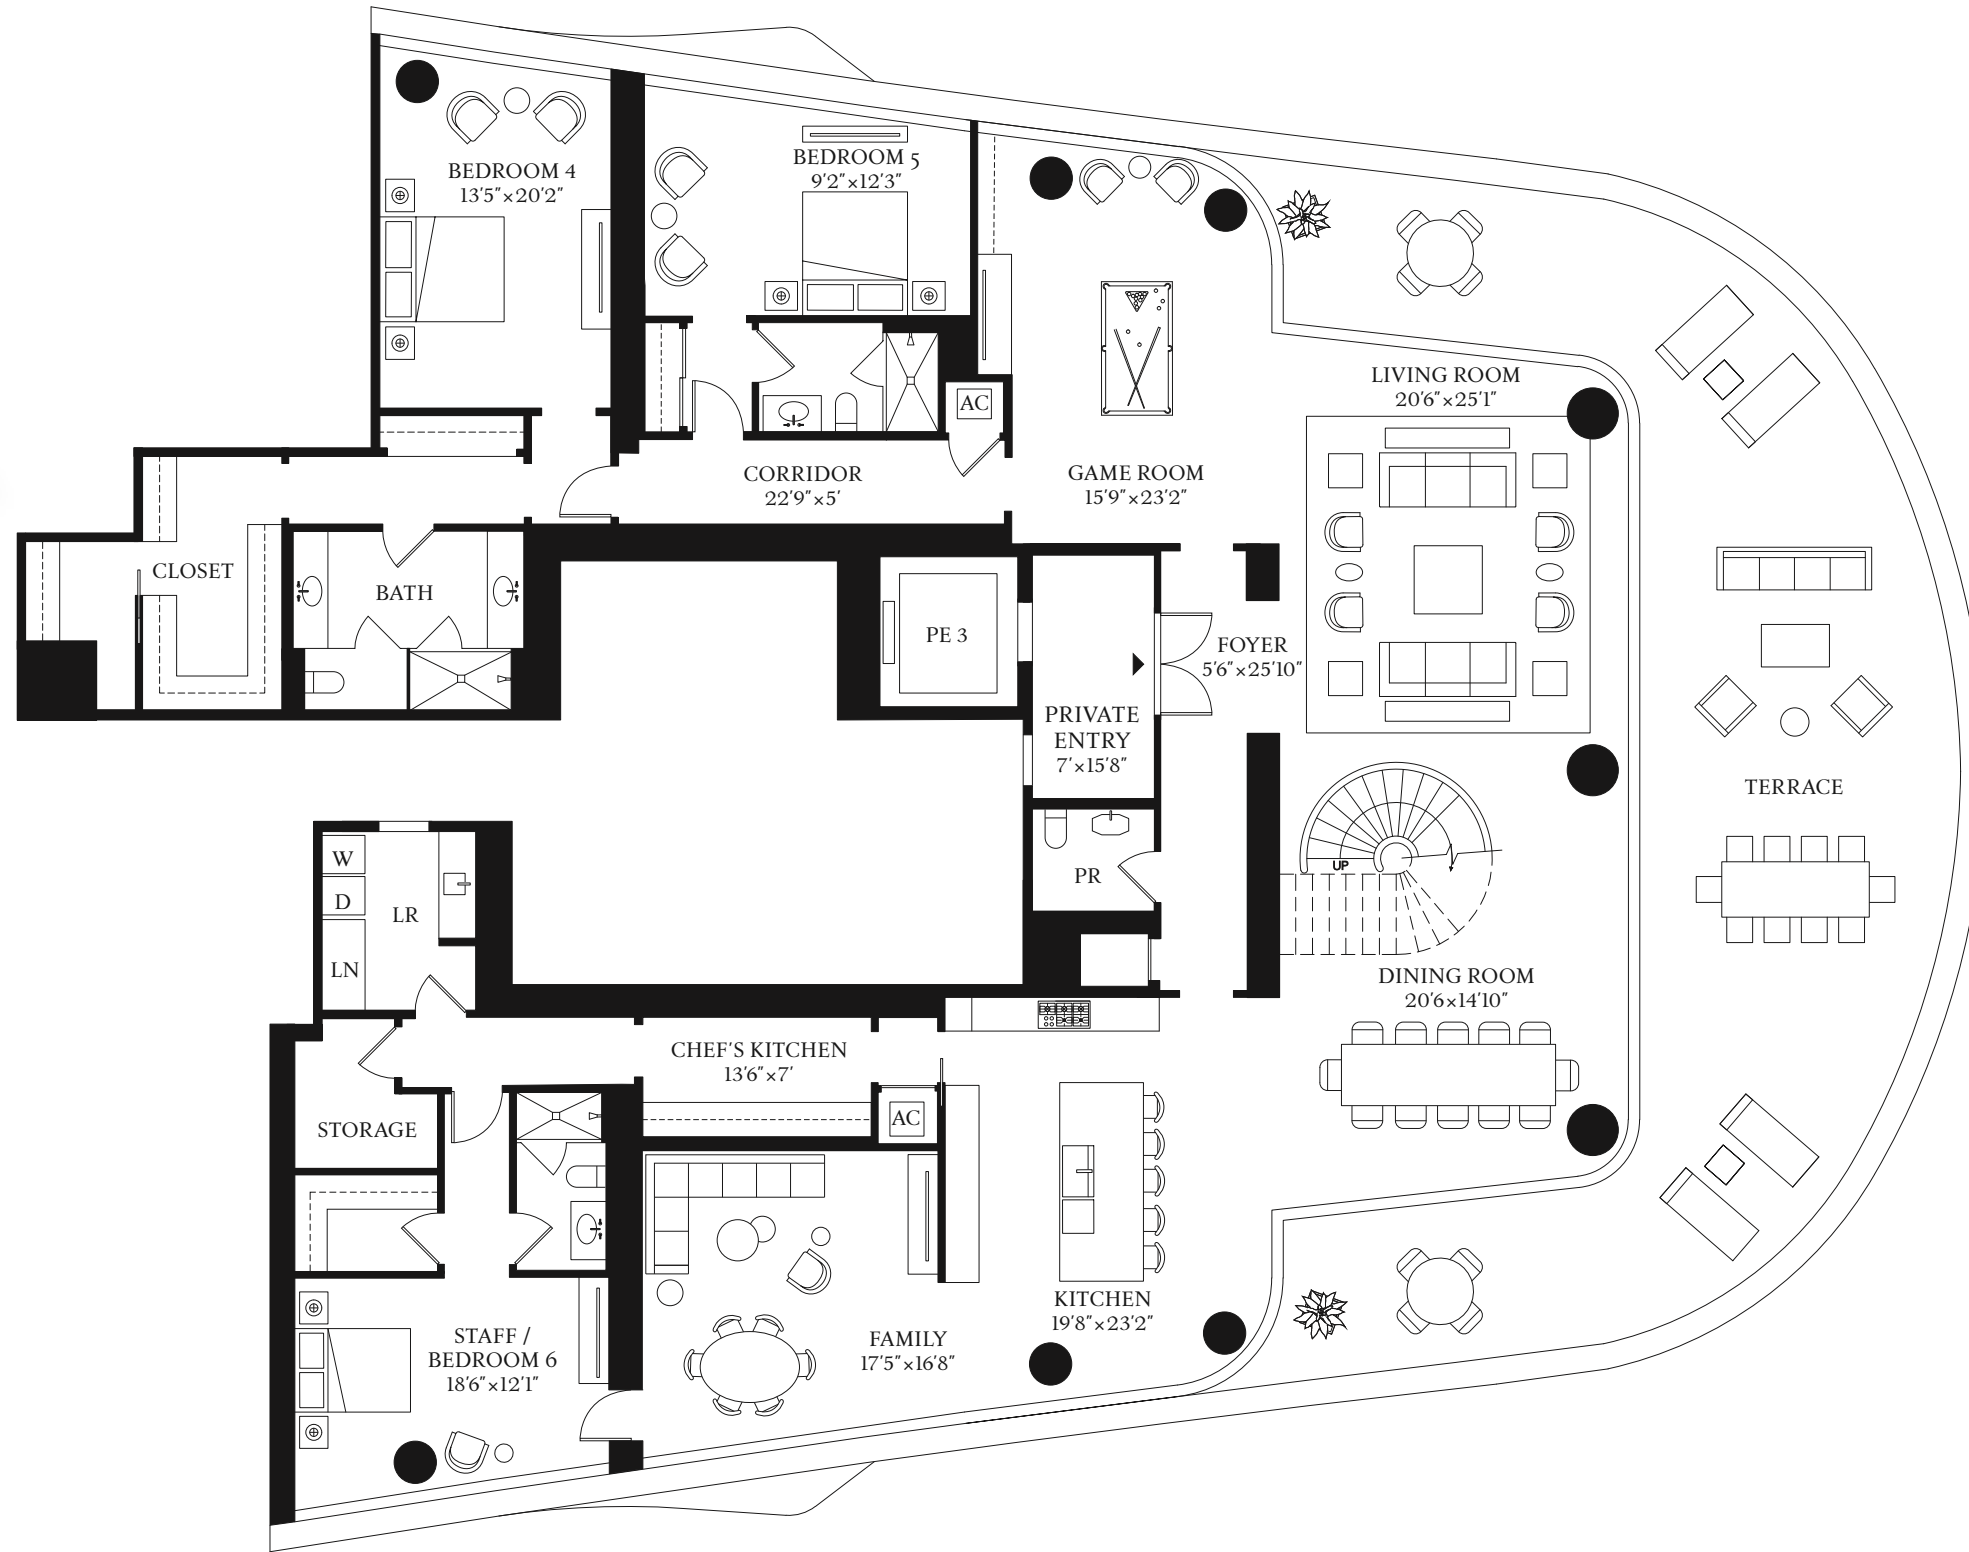 BEDROOM 4
13'5"×20'2"
BEDROOM 5
9'2"×12'3"
LIVING ROOM
20'6"×25'1"
AC
CORRIDOR
22'9"×5'
GAME ROOM
15'9"×23'2"
CLOSET
BATH
PE 3
FOYER
5'6"×25'10"
PRIVATE
ENTRY
7'×15'8"
TERRACE
W
D
LR
LN
PR
UP
DINING ROOM
20'6×14'10"
CHEF'S KITCHEN
13'6"×7'
AC
STORAGE
KITCHEN
19'8"×23'2"
STAFF /
BEDROOM 6
18'6"×12'1"
FAMILY
17'5"×16'8"